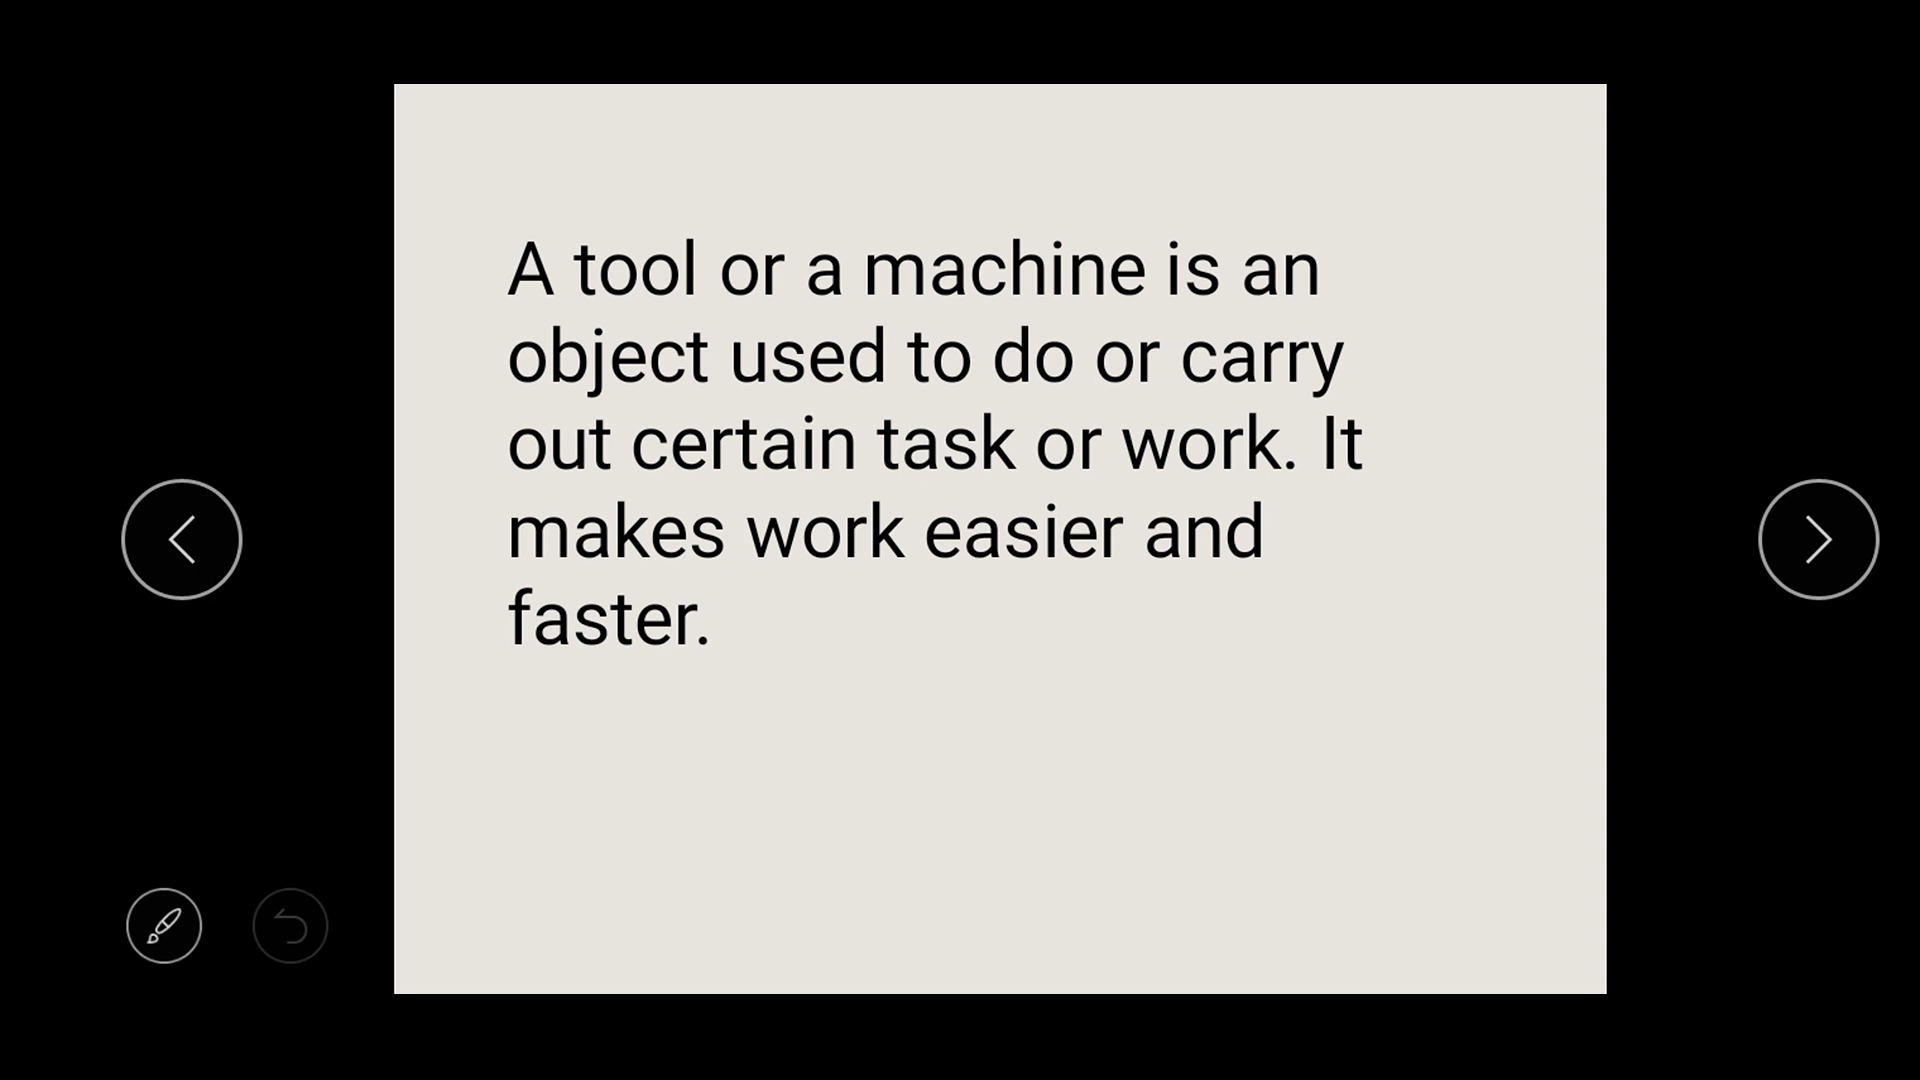 A tool or a machine is an
object used to do or carry
out certain task or work. It
makes work easier and
faster.